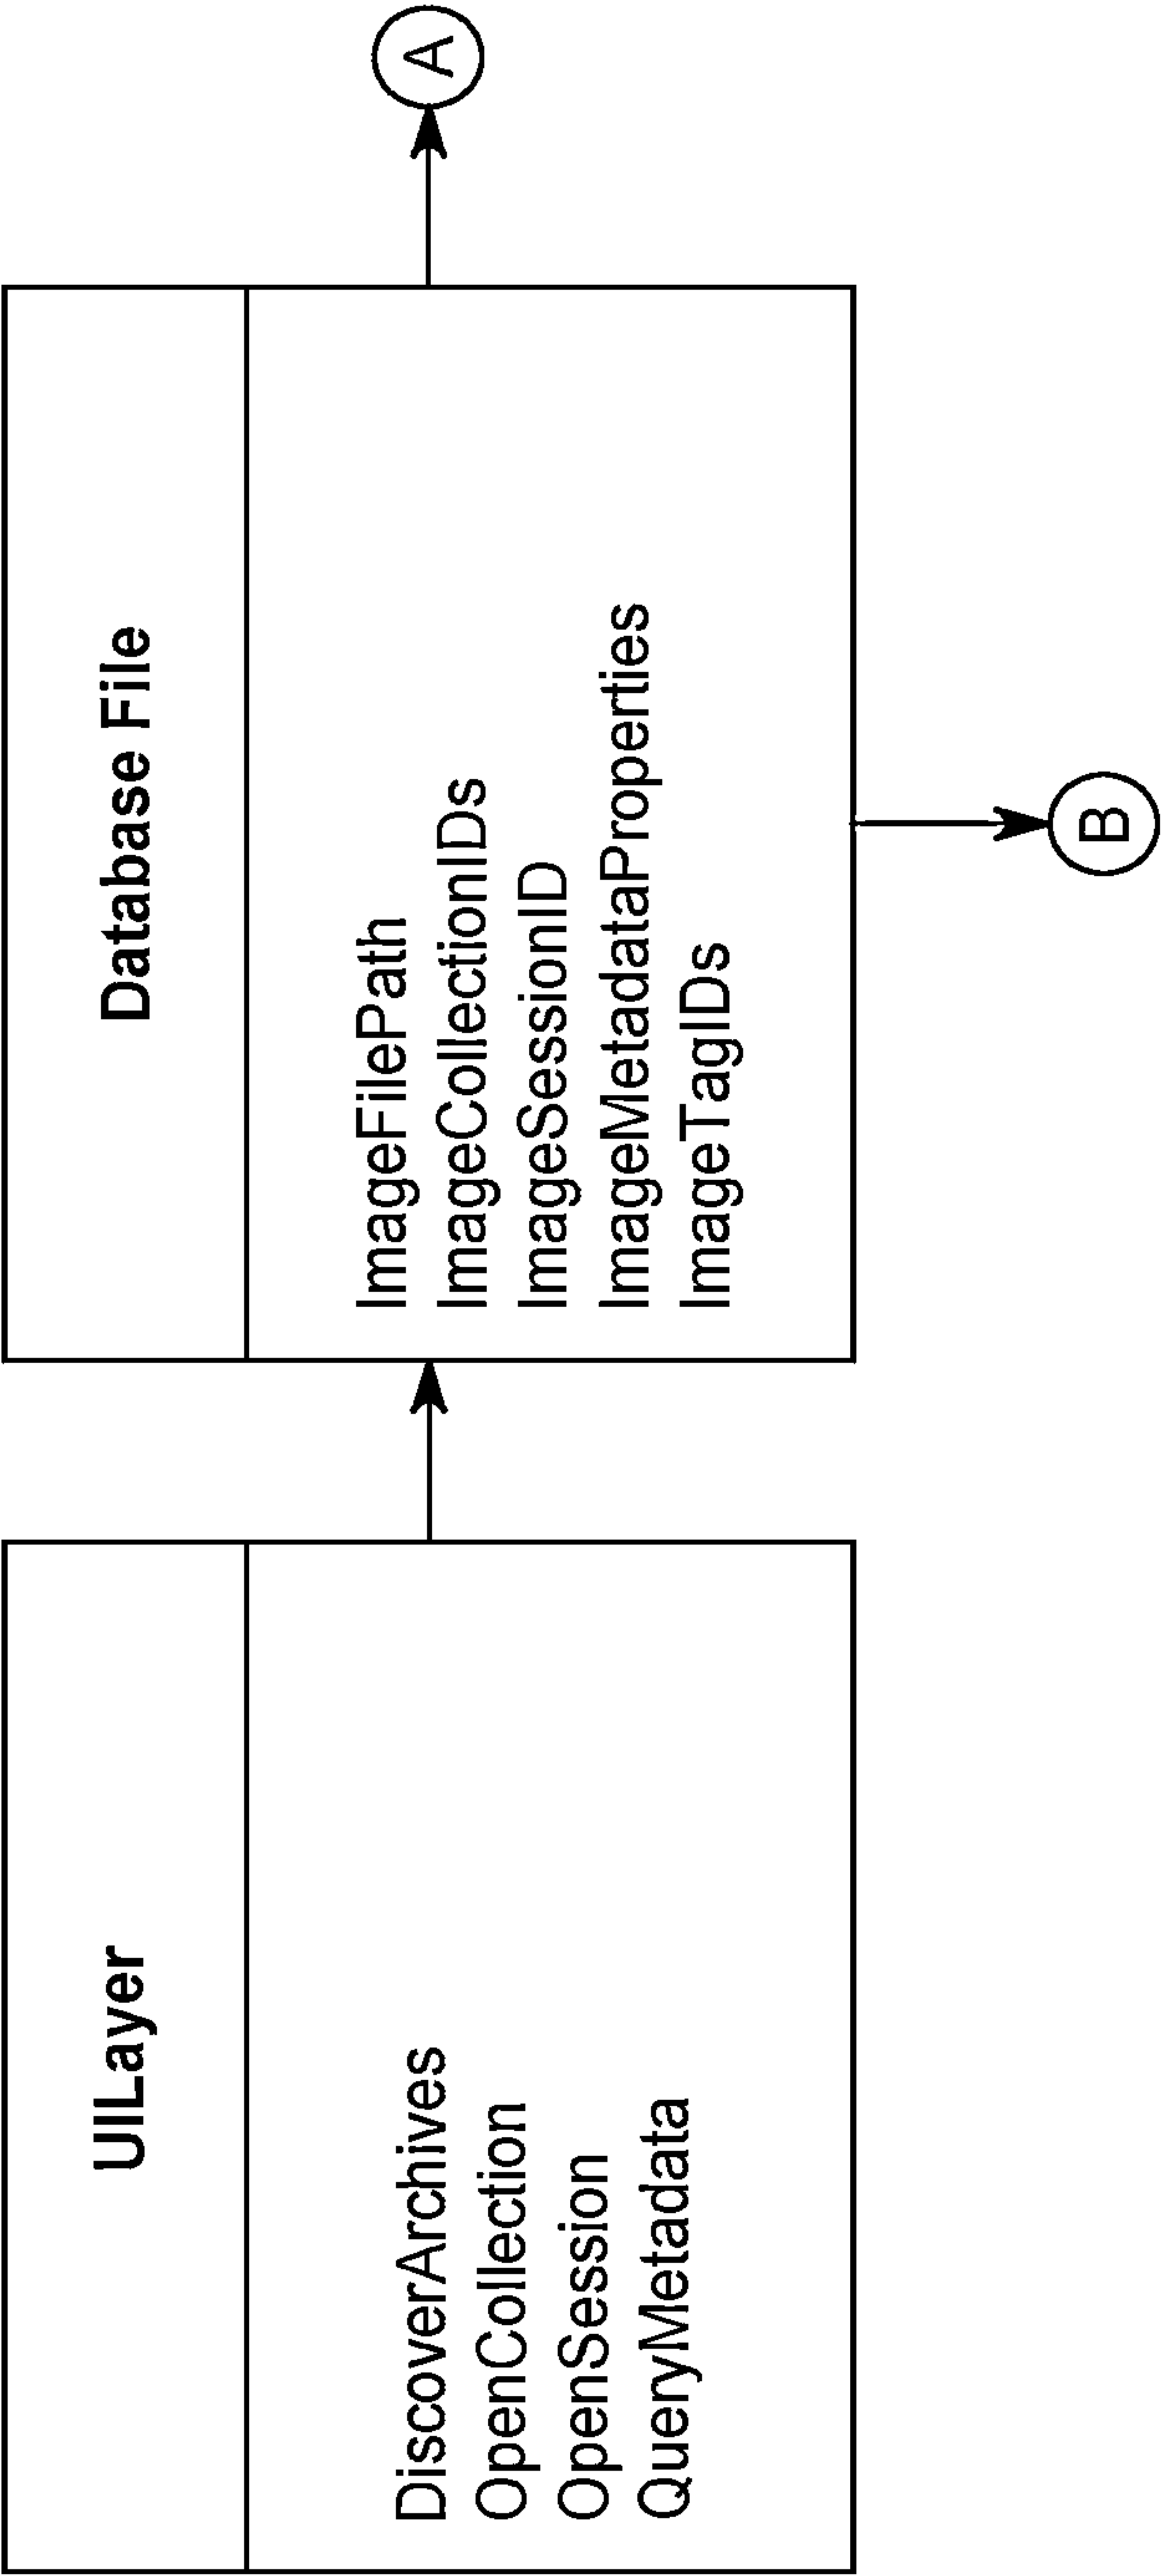 UILayer
DiscoverArchives
OpenCollection
OpenSession
QueryMetadata
Database File
ImageFilePath
ImageCollectionIDs
ImageSessionID
ImageMetadataProperties
ImageTagIDs
A
B